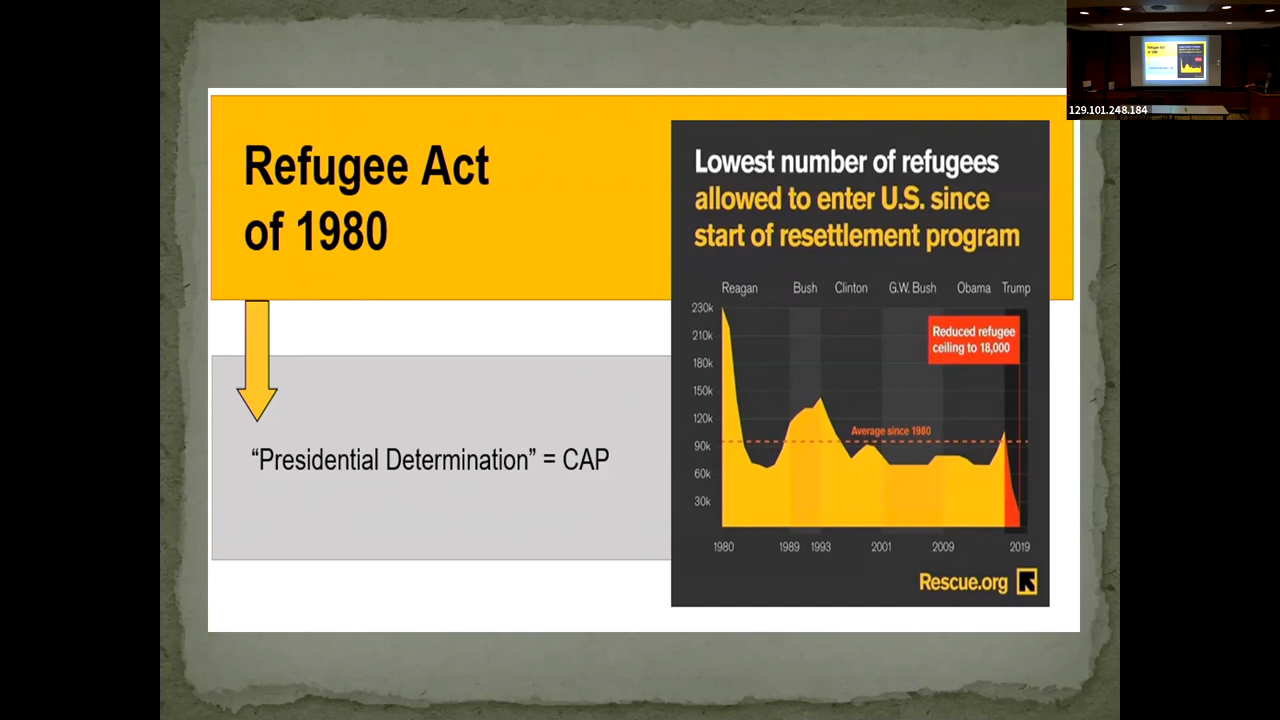 Refugee Act
of 1980
"Presidential Determination" = CAP
Lowest number of refugees
allowed to enter U.S. since
start of resettlement program
Reagan Bush Clinton G.W. Bush Obama Trump
230k
210k
180k
150k
120k
90k
60k
30k
Reduced refugee
ceiling to 18,000
Average since 1980
1980 1989 1993 2001 2009 2019
Rescue.org
129.101.248.184